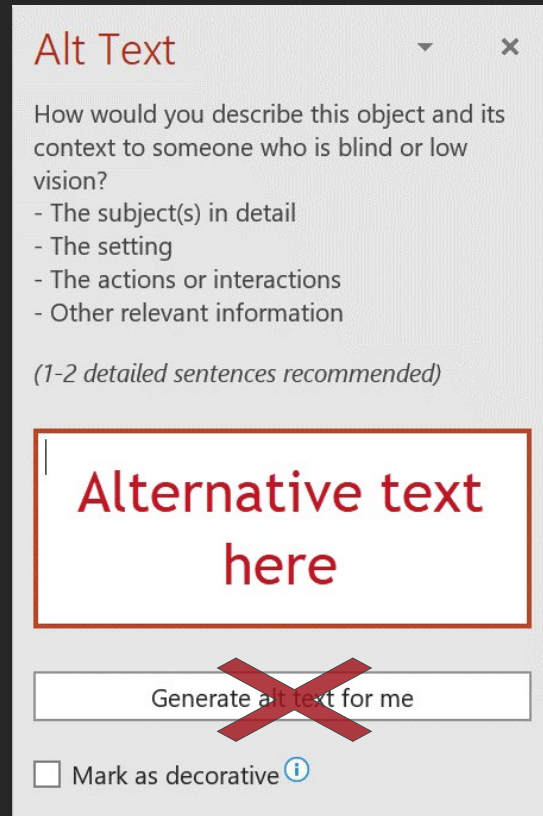 Alt Text
How would you describe this object and its
context to someone who is blind or low
vision?
- The subject(s) in detail
- The setting
- The actions or interactions
- Other relevant information
(1-2 detailed sentences recommended)
Alternative text
here
Generate alt text for me
Mark as decorative